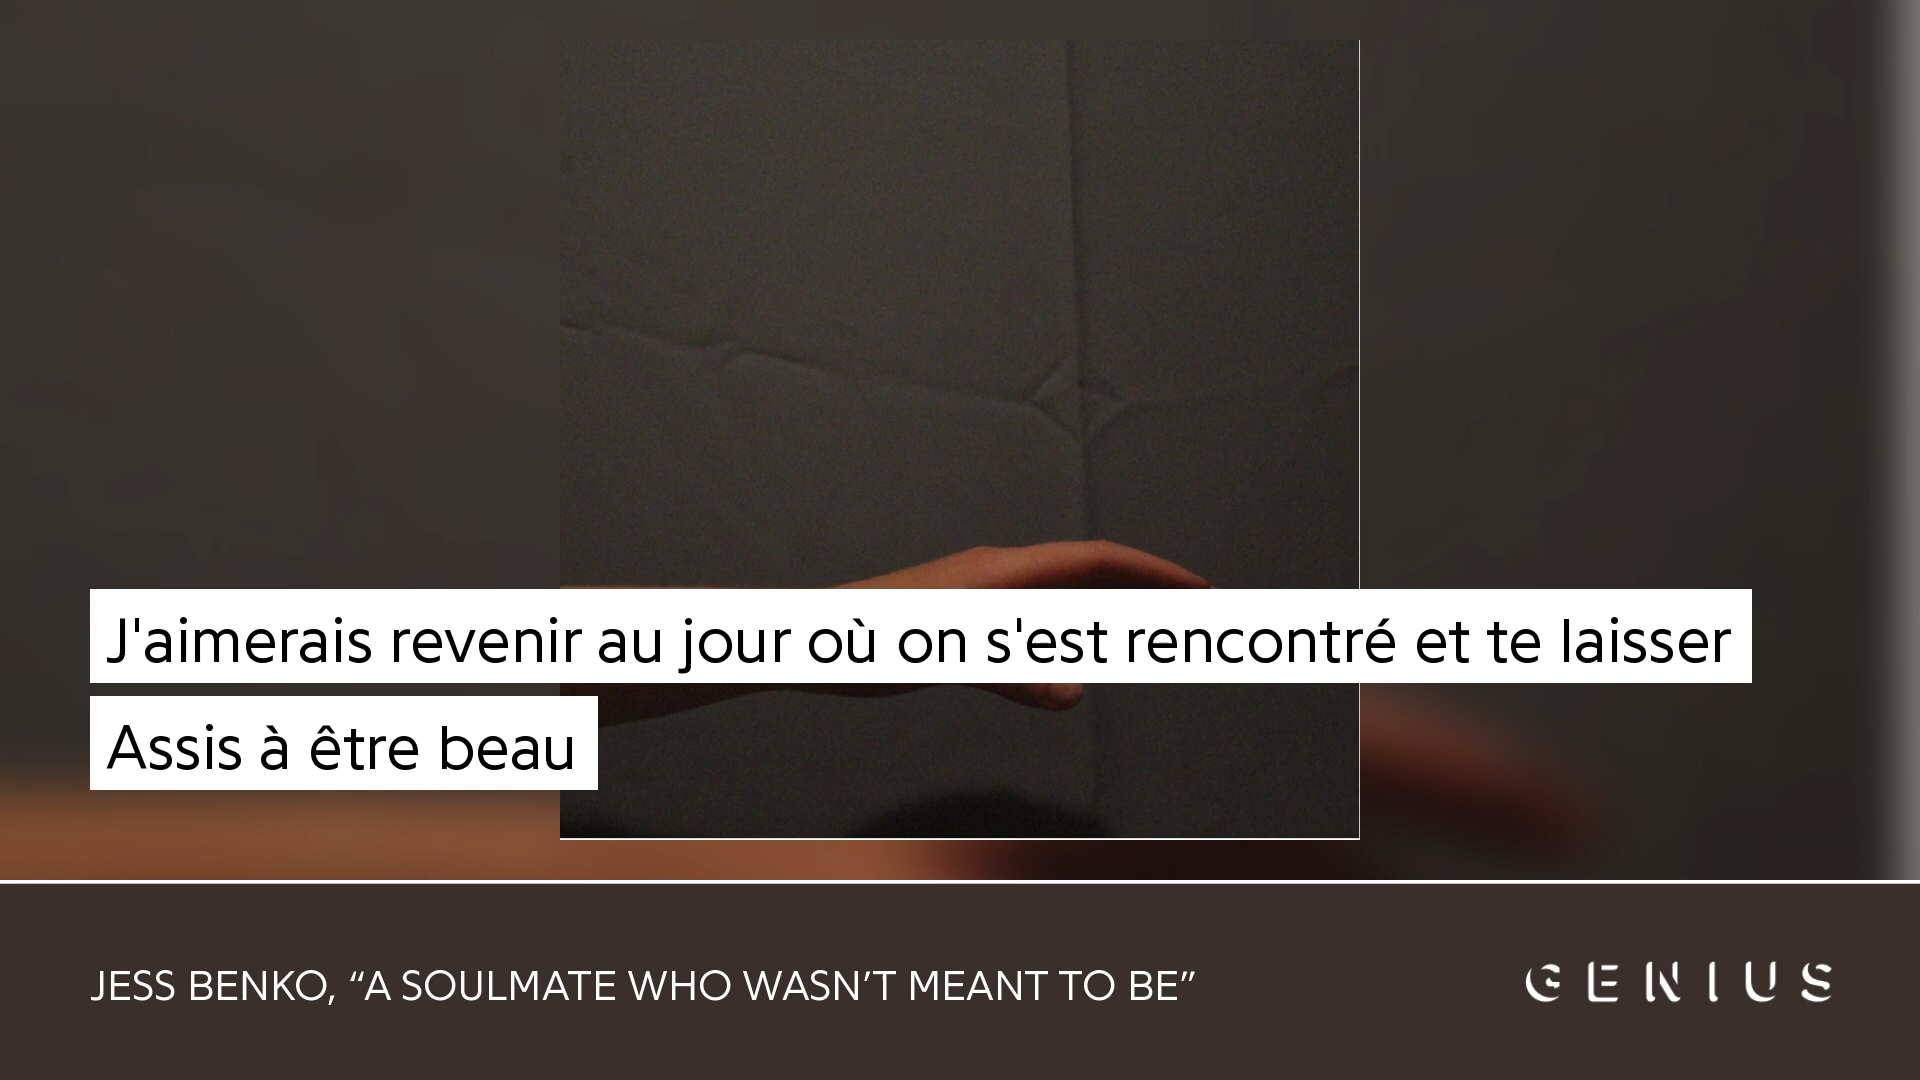 J'aimerais revenir au jour où on s'est rencontré et te laisser
Assis à être beau
JESS BENKO, “A SOULMATE WHO WASN’T MEANT TO BE”
GENIUS